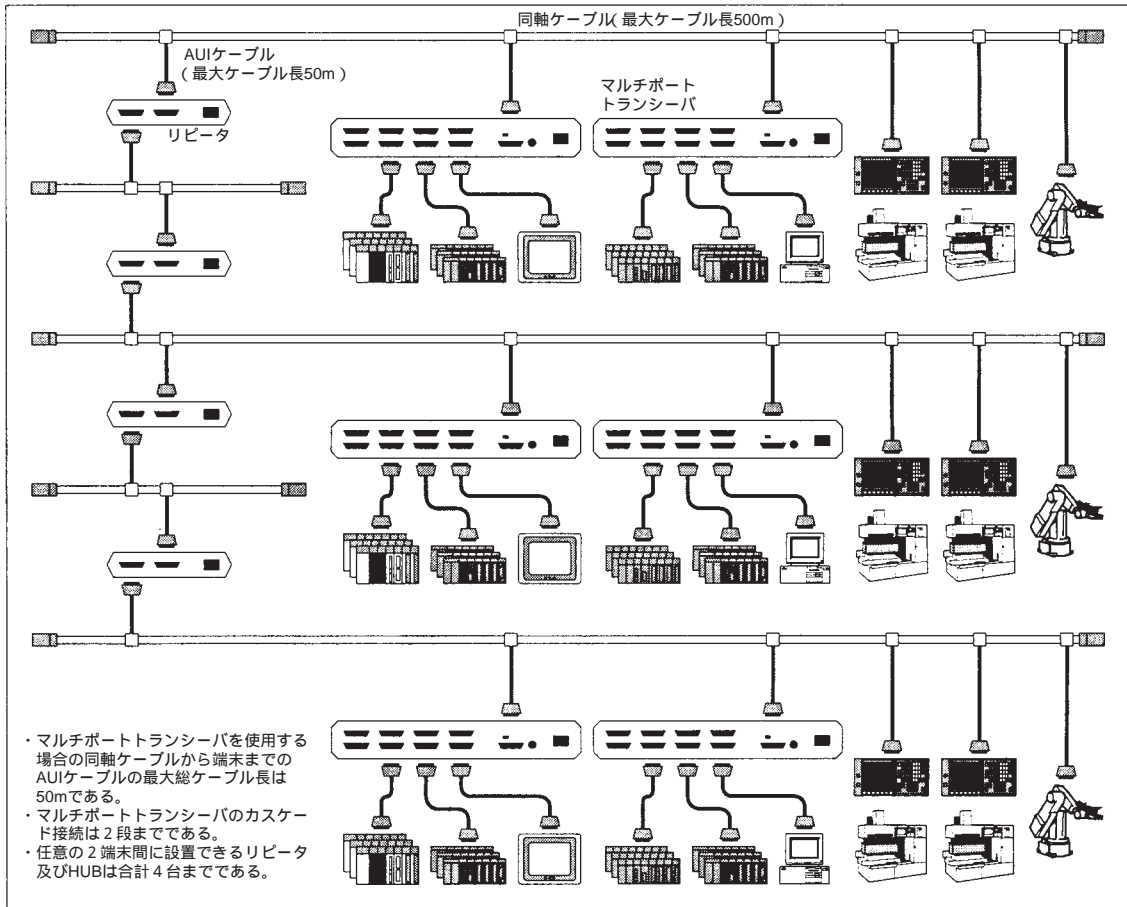 同軸ケーブル(最大ケーブル長500m)
AUIケーブル
(最大ケーブル長50m)
マルチポート
トランシーバ
リピータ
・マルチポートトランシーバを使用する
場合の同軸ケーブルから端末までの
AUIケーブルの最大総ケーブル長は
50mである。
・マルチポートトランシーバのカスケー
ド接続は2段までである。
・任意の2端末間に設置できるリピータ
及びHUBは合計4台までである。